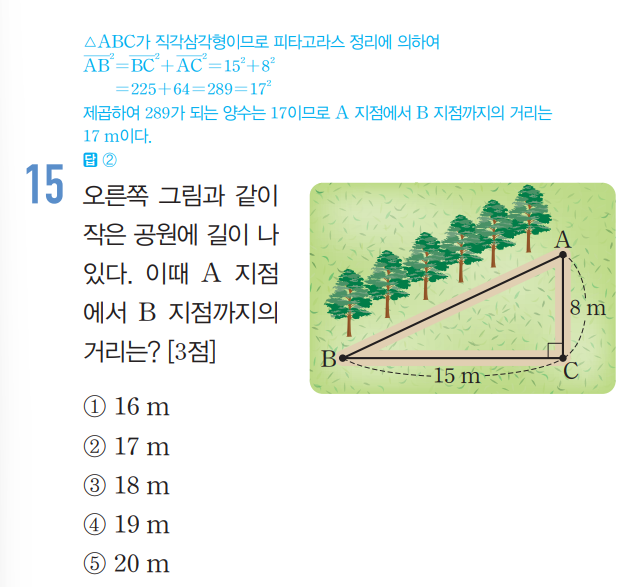 △ABC가 직각삼각형이므로 피타고라스 정리에 의하여
AB²=BC²+AC²=15²+8²
=225+64=289=17²
제곱하여 289가 되는 양수는 17이므로 A 지점에서 B 지점까지의 거리는
17 m이다.
답 ②
15 오른쪽 그림과 같이
작은 공원에 길이 나
있다. 이때 A 지점
에서 B 지점까지의
거리는? [3점]
A
8 m
B
C
15 m
① 16 m
② 17 m
③ 18 m
④ 19 m
⑤ 20 m